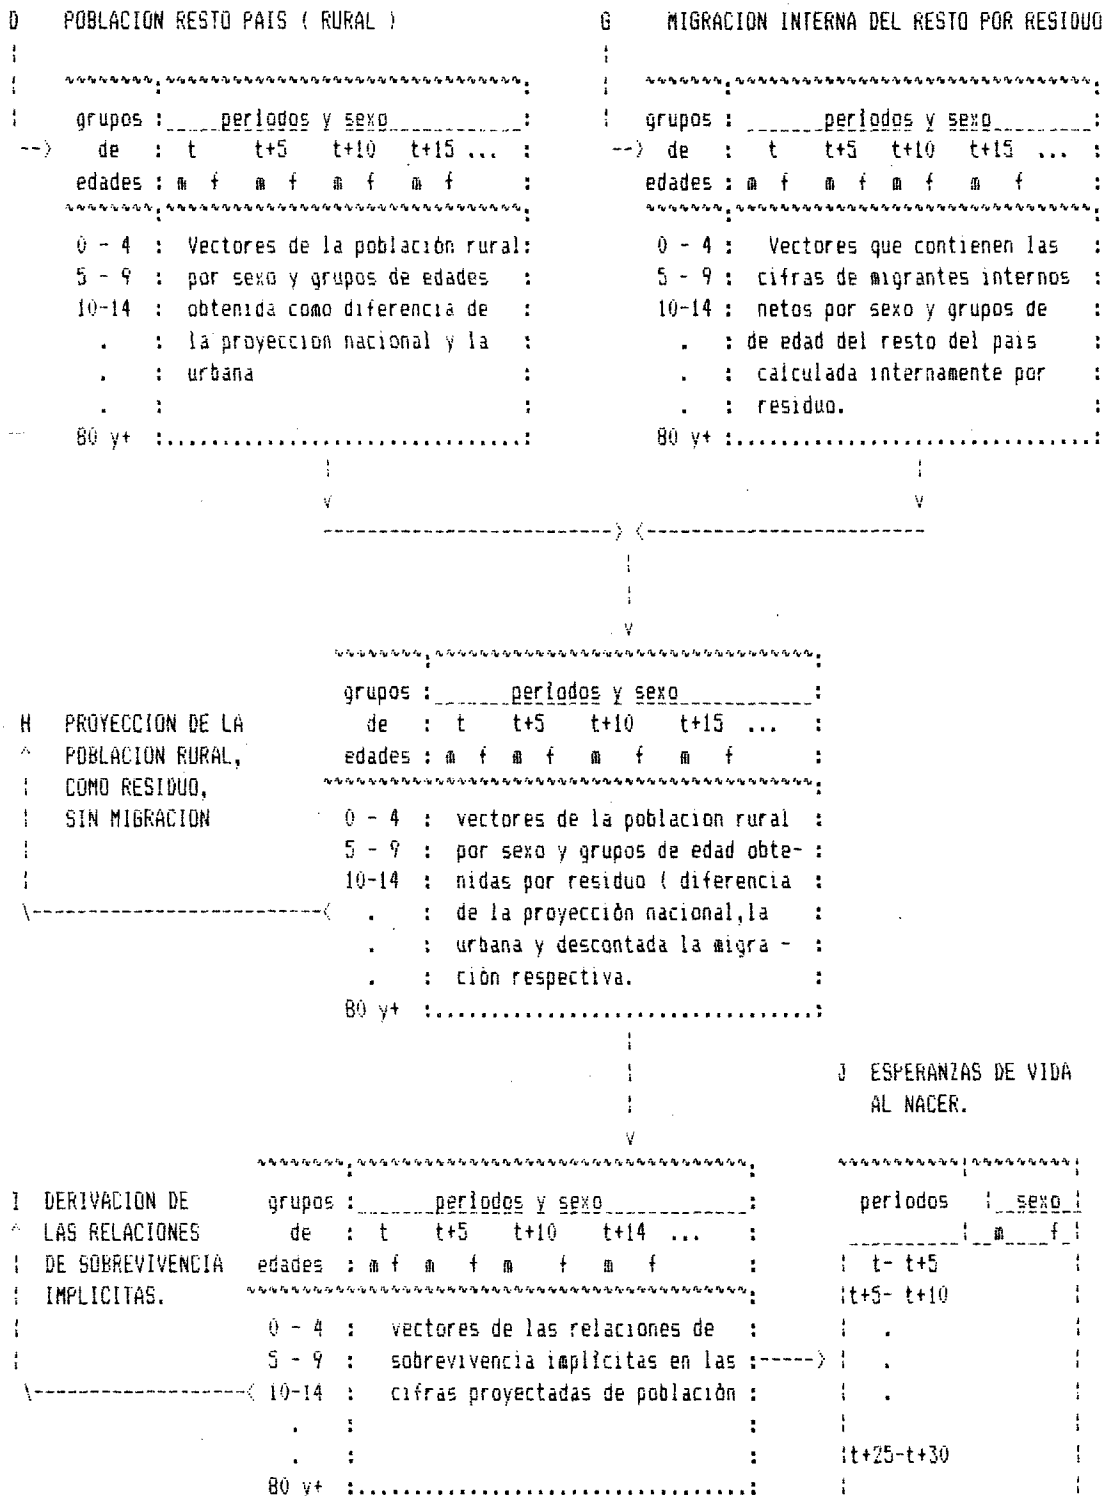 D POBLACION RESTO PAIS ( RURAL )
grupos : periodos y sexo :
--> de : t t+5 t+10 t+15 ... :
edades : m f m f m f m f :
0 - 4 : Vectores de la población rural:
5 - 9 : por sexo y grupos de edades :
10-14 : obtenida como diferencia de :
. : la proyeccion nacional y la :
. : urbana :
. : :
80 y+ :................................:
G MIGRACION INTERNA DEL RESTO POR RESIDUO
grupos : periodos y sexo :
--> de : t t+5 t+10 t+15 ... :
edades : m f m f m f m f :
0 - 4 : Vectores que contienen las :
5 - 9 : cifras de migrantes internos :
10-14 : netos por sexo y grupos de :
. : de edad del resto del pais :
. : calculada internamente por :
. : residuo. :
80 y+ :................................:
H PROYECCION DE LA
POBLACION RURAL,
COMO RESIDUO,
SIN MIGRACION
grupos : periodos y sexo :
de : t t+5 t+10 t+15 ... :
edades : m f m f m f m f :
0 - 4 : vectores de la poblacion rural :
5 - 9 : por sexo y grupos de edad obte- :
10-14 : nidas por residuo ( diferencia :
. : de la proyección nacional,la :
. : urbana y descontada la migra - :
. : ción respectiva. :
80 y+ :..................................:
I DERIVACION DE
LAS RELACIONES
DE SOBREVIVENCIA
IMPLICITAS.
grupos : periodos y sexo :
de : t t+5 t+10 t+14 ... :
edades : m f m f m f m f :
0 - 4 : vectores de las relaciones de :
5 - 9 : sobrevivencia implícitas en las :----->
10-14 : cifras proyectadas de población :
. : :
. : :
80 y+ :...................................:
J ESPERANZAS DE VIDA
AL NACER.
periodos | sexo |
| m f |
| t- t+5
|t+5- t+10 |
| . |
| . |
| . |
|t+25-t+30 |